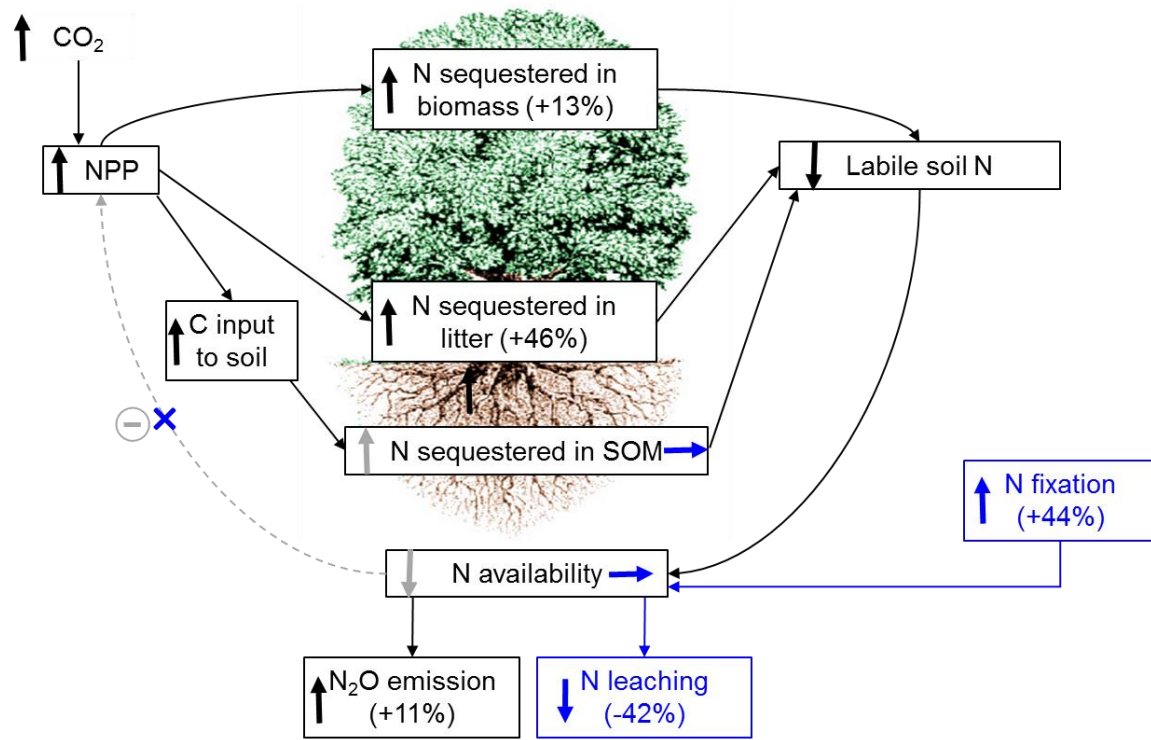 CO₂
N sequestered in
biomass (+13%)
NPP
Labile soil N
C input
to soil
N sequestered in
litter (+46%)
N sequestered in SOM
N fixation
(+44%)
N availability
N₂O emission
(+11%)
N leaching
(-42%)